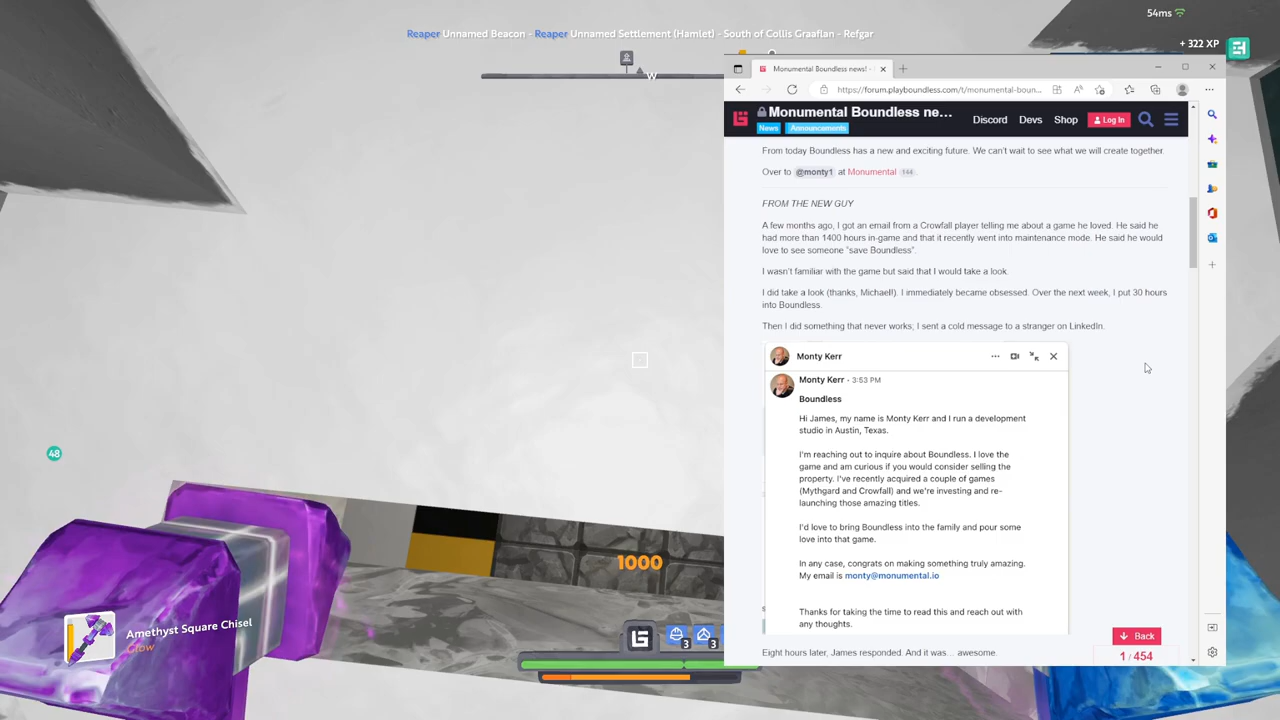 54ms
Reaper Unnamed Beacon - Reaper Unnamed Settlement (Hamlet) - South of Collis Graaflan - Refgar
+ 322 XP
W
Monumental Boundless news! -
https://forum.playboundless.com/t/monumental-boun...
Monumental Boundless ne...
News Announcements
Discord Devs Shop Log In
From today Boundless has a new and exciting future. We can't wait to see what we will create together.
Over to @monty1 at Monumental 144 .
FROM THE NEW GUY
A few months ago, I got an email from a Crowfall player telling me about a game he loved. He said he
had more than 1400 hours in-game and that it recently went into maintenance mode. He said he would
love to see someone "save Boundless".
I wasn't familiar with the game but said that I would take a look.
I did take a look (thanks, Michael!). I immediately became obsessed. Over the next week, I put 30 hours
into Boundless.
Then I did something that never works; I sent a cold message to a stranger on LinkedIn.
Monty Kerr
Monty Kerr • 3:53 PM
Boundless
Hi James, my name is Monty Kerr and I run a development
studio in Austin, Texas.
I'm reaching out to inquire about Boundless. I love the
game and am curious if you would consider selling the
property. I've recently acquired a couple of games
(Mythgard and Crowfall) and we're investing and re-
launching those amazing titles.
I'd love to bring Boundless into the family and pour some
love into that game.
In any case, congrats on making something truly amazing.
My email is monty@monumental.io
Thanks for taking the time to read this and reach out with
any thoughts.
Back
1 / 454
Eight hours later, James responded. And it was... awesome.
48
1000
Amethyst Square Chisel
Glow
3
3